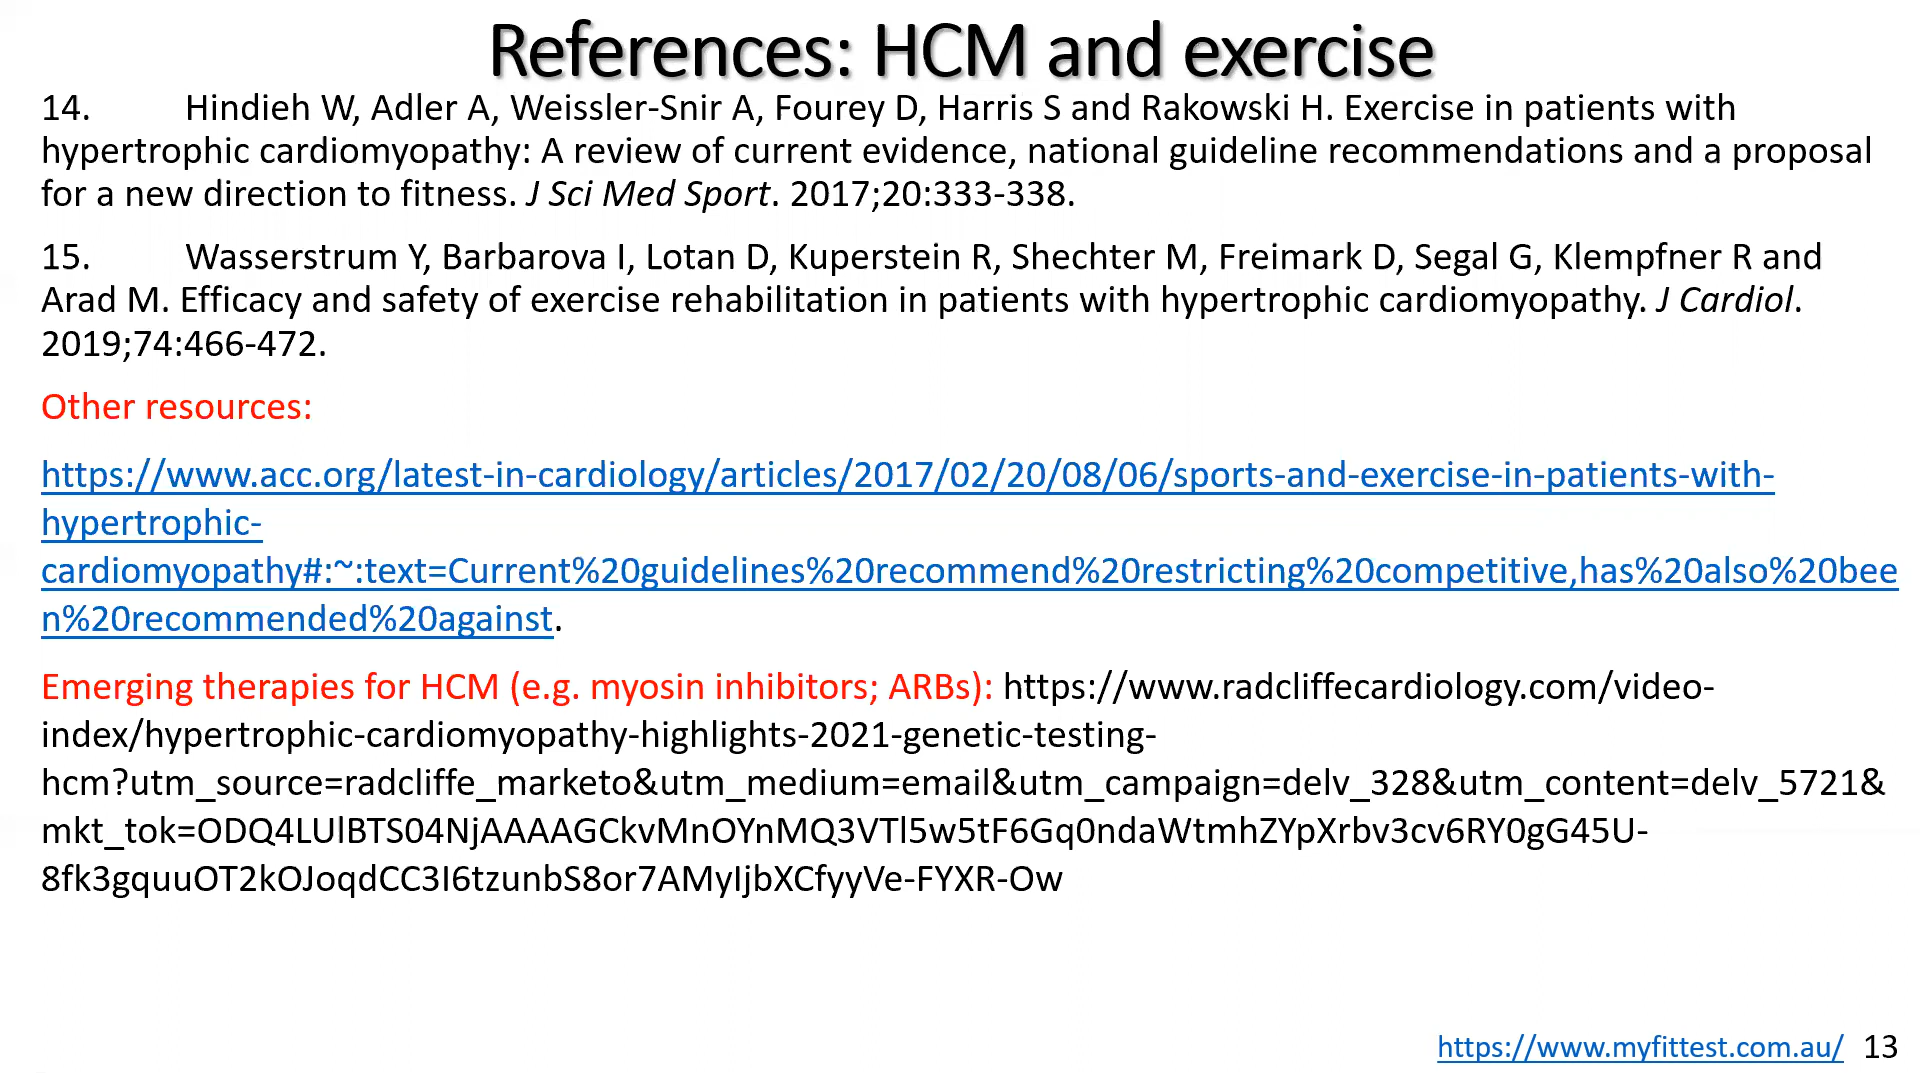 References: HCM and exercise
14. Hindieh W, Adler A, Weissler-Snir A, Fourey D, Harris S and Rakowski H. Exercise in patients with
hypertrophic cardiomyopathy: A review of current evidence, national guideline recommendations and a proposal
for a new direction to fitness. J Sci Med Sport. 2017;20:333-338.
15. Wasserstrum Y, Barbarova I, Lotan D, Kuperstein R, Shechter M, Freimark D, Segal G, Klempfner R and
Arad M. Efficacy and safety of exercise rehabilitation in patients with hypertrophic cardiomyopathy. J Cardiol.
2019;74:466-472.
Other resources:
https://www.acc.org/latest-in-cardiology/articles/2017/02/20/08/06/sports-and-exercise-in-patients-with-
hypertrophic-
cardiomyopathy#:~:text=Current%20guidelines%20recommend%20restricting%20competitive,has%20also%20bee
n%20recommended%20against.
Emerging therapies for HCM (e.g. myosin inhibitors; ARBs): https://www.radcliffecardiology.com/video-
index/hypertrophic-cardiomyopathy-highlights-2021-genetic-testing-
hcm?utm_source=radcliffe_marketo&utm_medium=email&utm_campaign=delv_328&utm_content=delv_5721&
mkt_tok=ODQ4LUlBTS04NjAAAAGCkvMnOYnMQ3VTl5w5tF6Gq0ndaWtmhZYpXrbv3cv6RY0gG45U-
8fk3gquuOT2kOJoqdCC3I6tzunbS8or7AMyIjbXCfyyVe-FYXR-Ow
https://www.myfittest.com.au/ 13